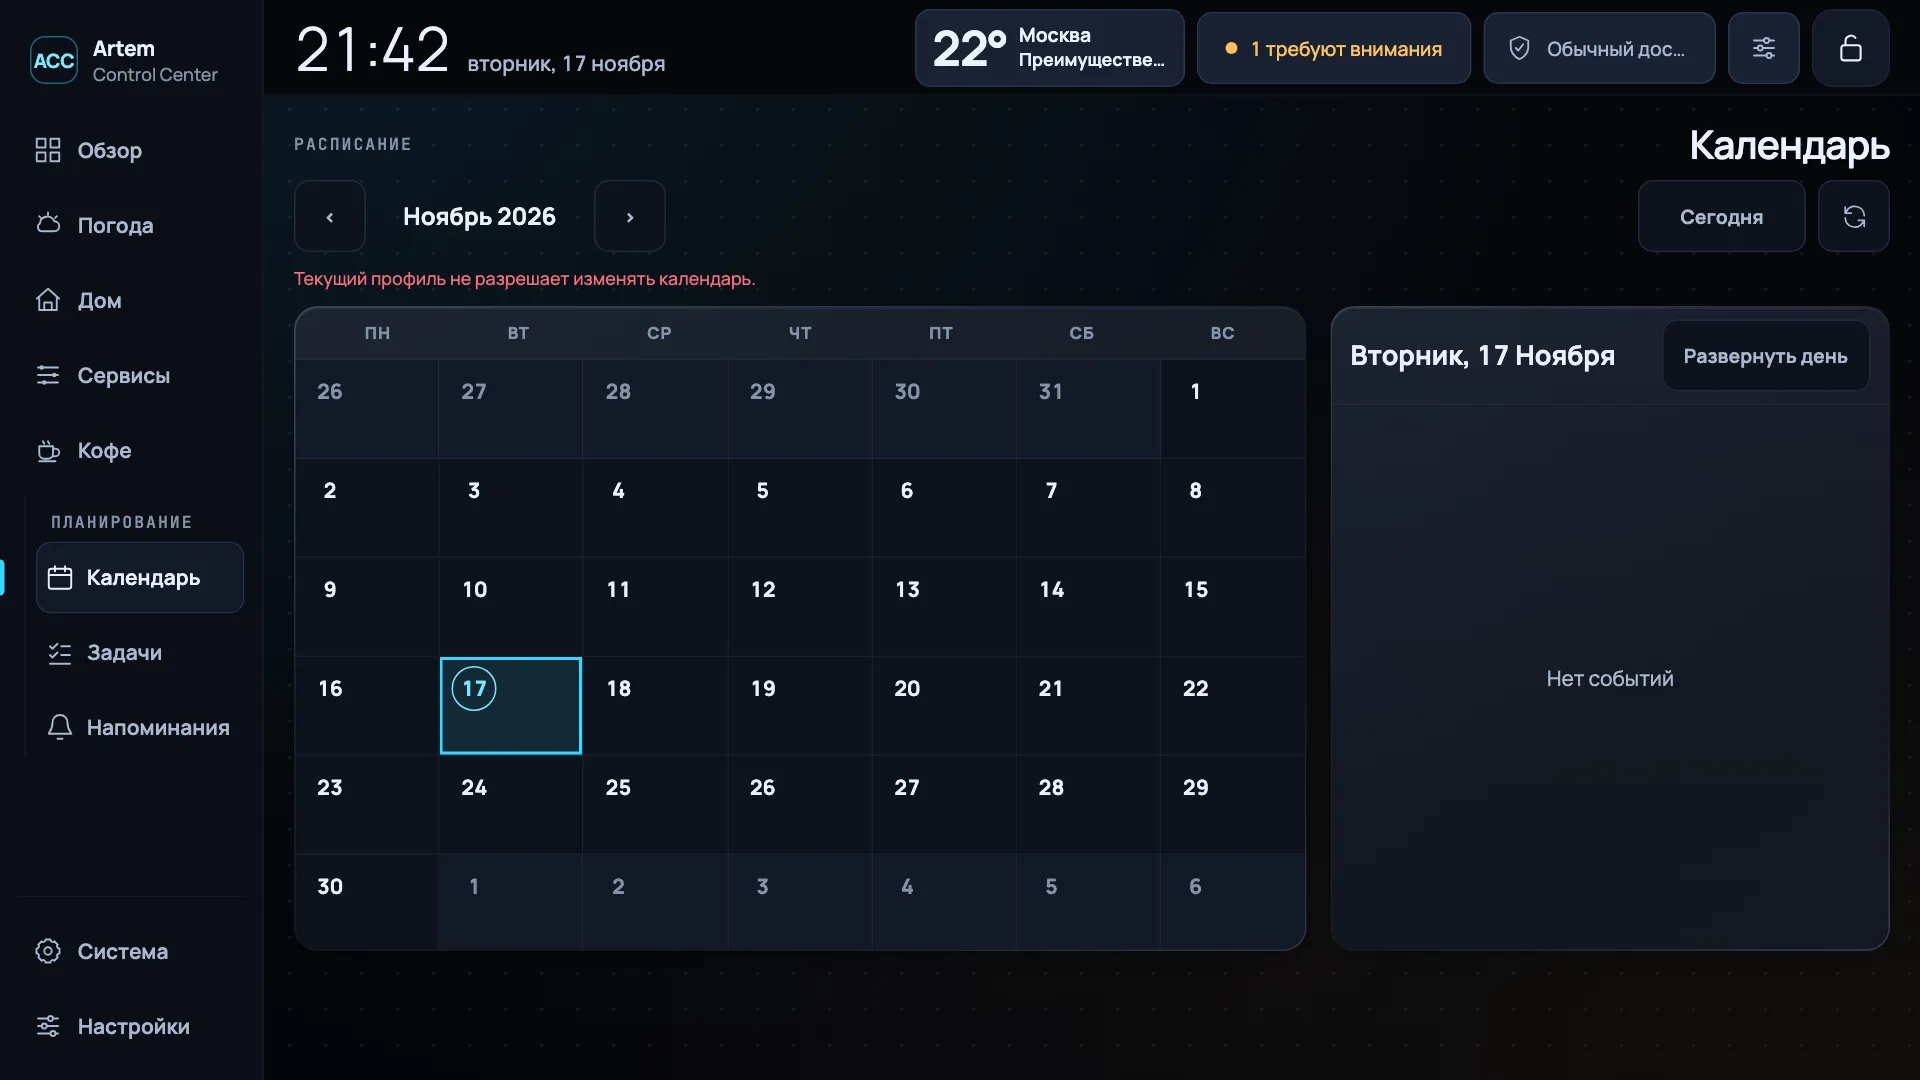 ACC
Artem
Control Center
Обзор
Погода
Дом
Сервисы
Кофе
ПЛАНИРОВАНИЕ
Календарь
Задачи
Напоминания
Система
Настройки
21:42 вторник, 17 ноября
22°
Москва
Преимуществе…
1 требуют внимания
Обычный дос…
РАСПИСАНИЕ
Календарь
‹ Ноябрь 2026 ›
Сегодня
Текущий профиль не разрешает изменять календарь.
ПН ВТ СР ЧТ ПТ СБ ВС
26 27 28 29 30 31 1
2 3 4 5 6 7 8
9 10 11 12 13 14 15
16 17 18 19 20 21 22
23 24 25 26 27 28 29
30 1 2 3 4 5 6
Вторник, 17 Ноября
Развернуть день
Нет событий